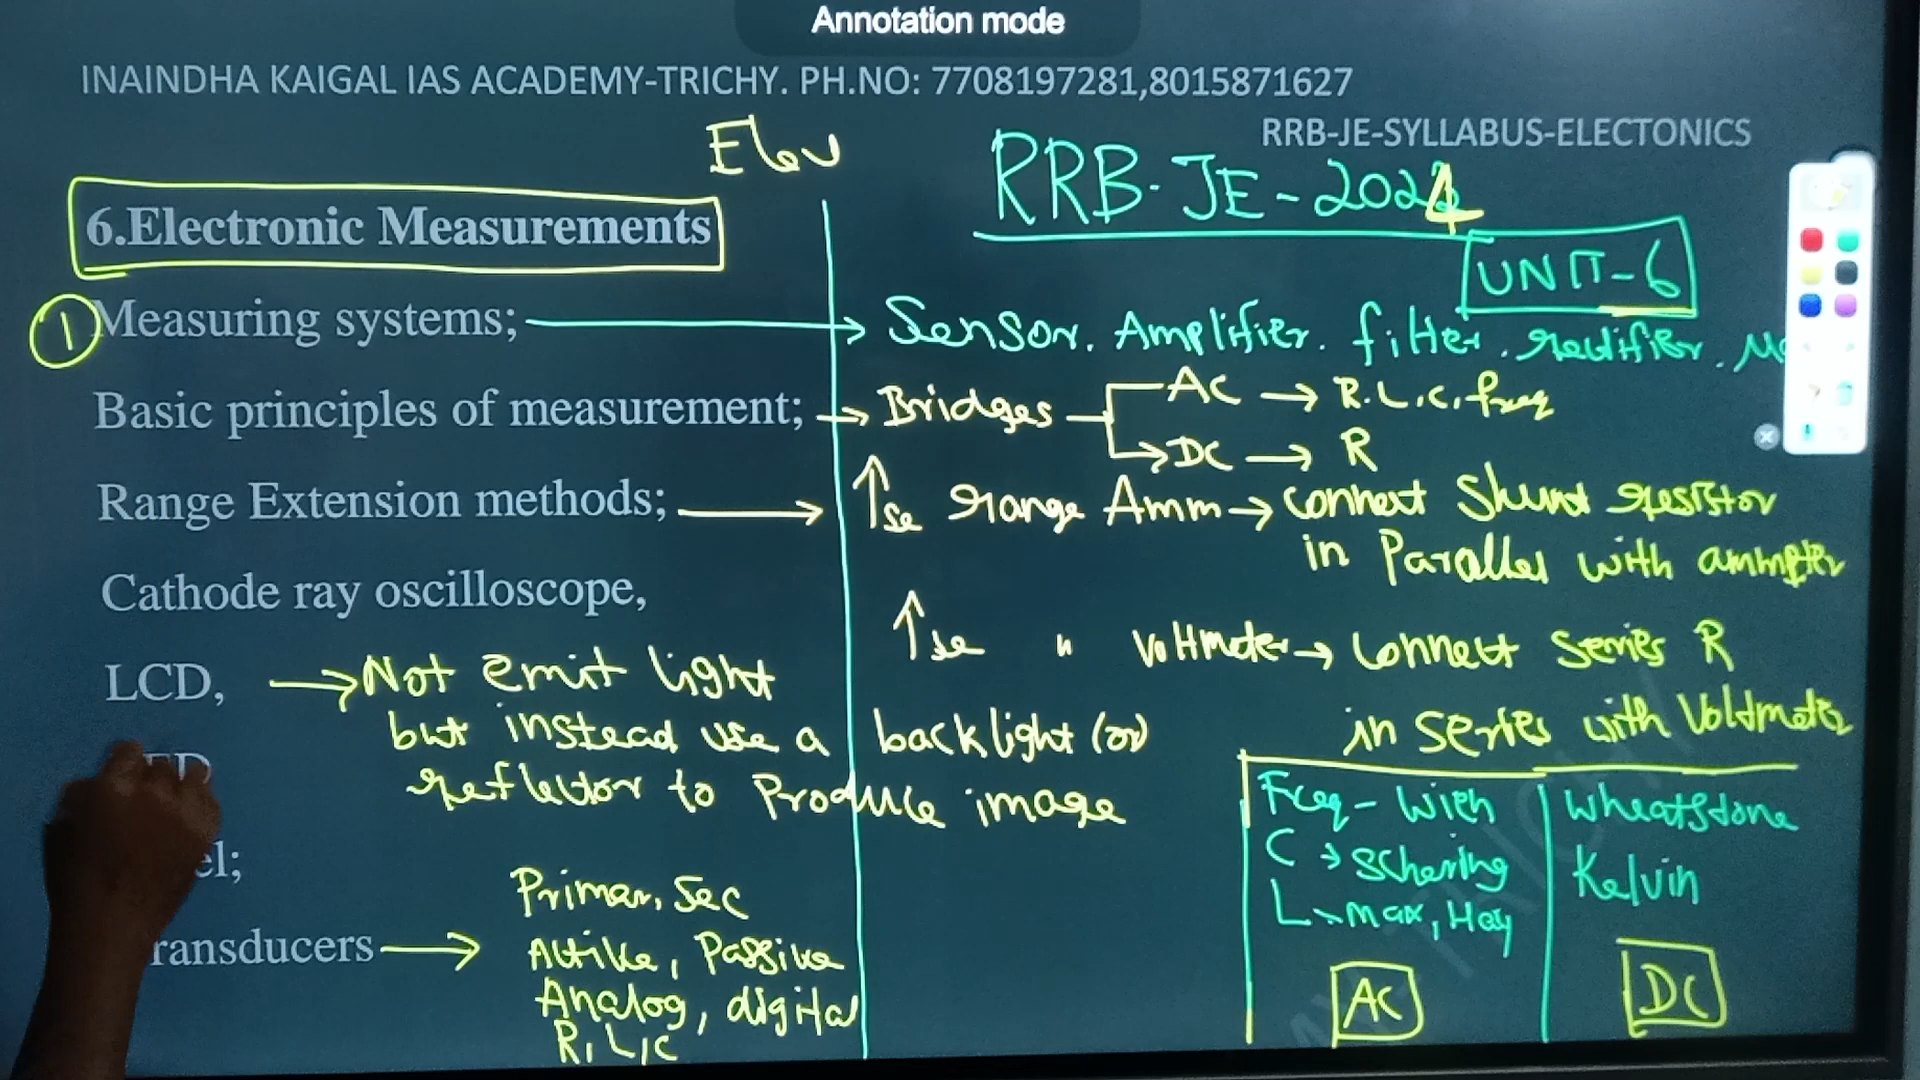 Annotation mode
INAINDHA KAIGAL IAS ACADEMY-TRICHY. PH.NO: 7708197281,8015871627
RRB-JE-SYLLABUS-ELECTONICS
RRB-JE-2024
UNIT-6
6.Electronic Measurements
1 Measuring systems; → Sensor. Amplifier. filter. rectifier.
Basic principles of measurement; → Bridges
AC → R.L.C. freq
DC → R
Range Extension methods; → ↑se range Amm → connect Shunt resistor
in Parallel with ammeter
Cathode ray oscilloscope,
↑se " Voltmeter → connect series R
in series with Voltmeter
LCD, → Not emit light
but instead use a backlight (or)
reflector to Produce image
el;
ransducers →
Primar, Sec
Active, Passive
Analog, digital
R, L, C
Freq - Wien
C → Schering
L → max, Hay
AC
Wheatstone
Kelvin
DC